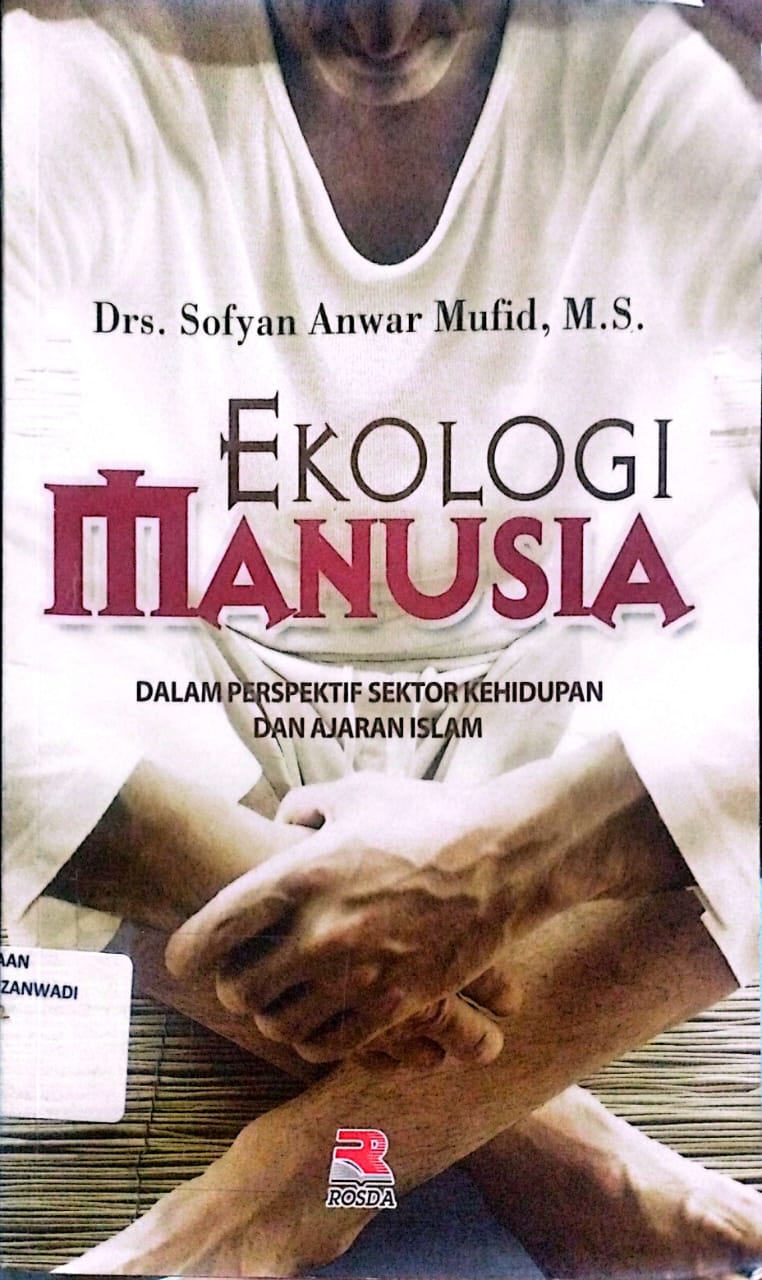 Drs. Sofyan Anwar Mufid, M.S.
EKOLOGI
MANUSIA
DALAM PERSPEKTIF SEKTOR KEHIDUPAN
DAN AJARAN ISLAM
AAN
ZANWADI
ROSDA